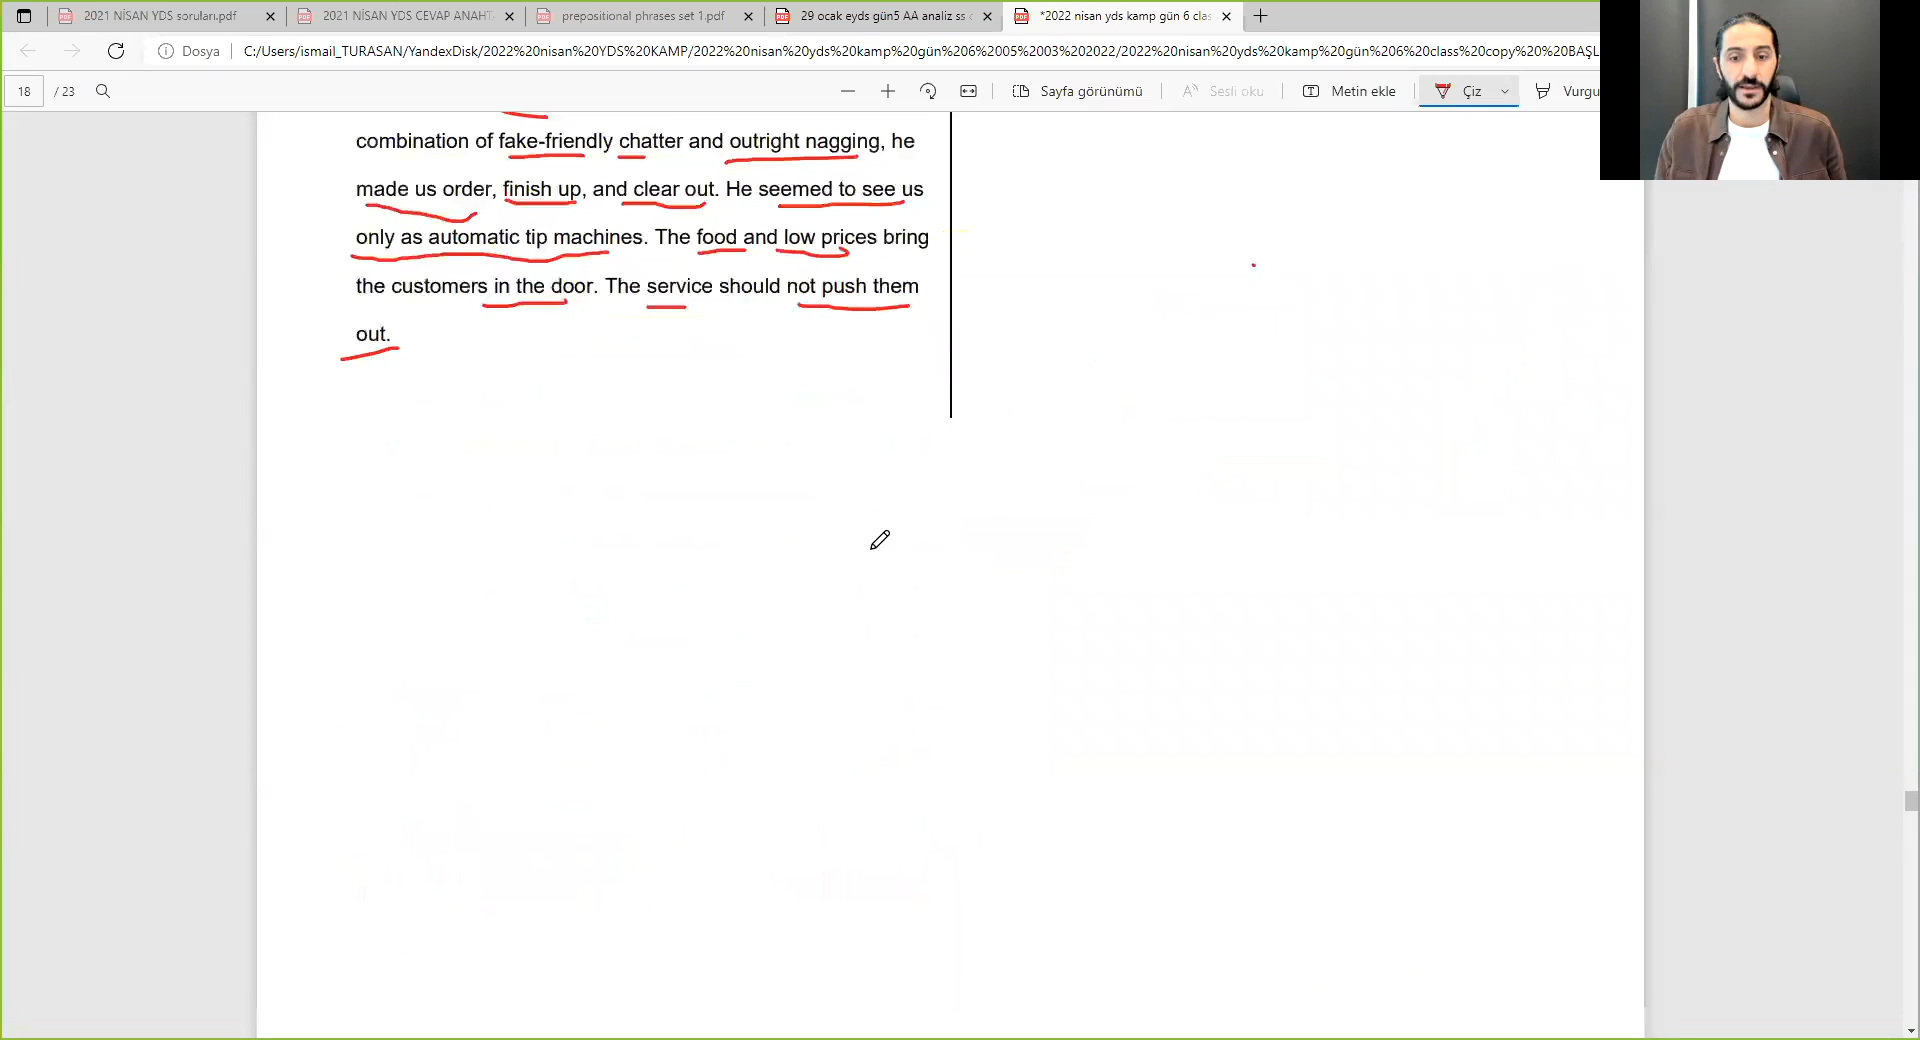 2021 NİSAN YDS soruları.pdf
2021 NİSAN YDS CEVAP ANAHT
prepositional phrases set 1.pdf
29 ocak eyds gün5 AA analiz ss c
*2022 nisan yds kamp gün 6 clas
Dosya
C:/Users/ismail_TURASAN/YandexDisk/2022%20nisan%20YDS%20KAMP/2022%20nisan%20yds%20kamp%20gün%206%2005%2003%202022/2022%20nisan%20yds%20kamp%20gün%206%20class%20copy%20%20BAŞL
18 / 23
Sayfa görünümü
Sesli oku
Metin ekle
Çiz
Vurgu
combination of fake-friendly chatter and outright nagging, he
made us order, finish up, and clear out. He seemed to see us
only as automatic tip machines. The food and low prices bring
the customers in the door. The service should not push them
out.